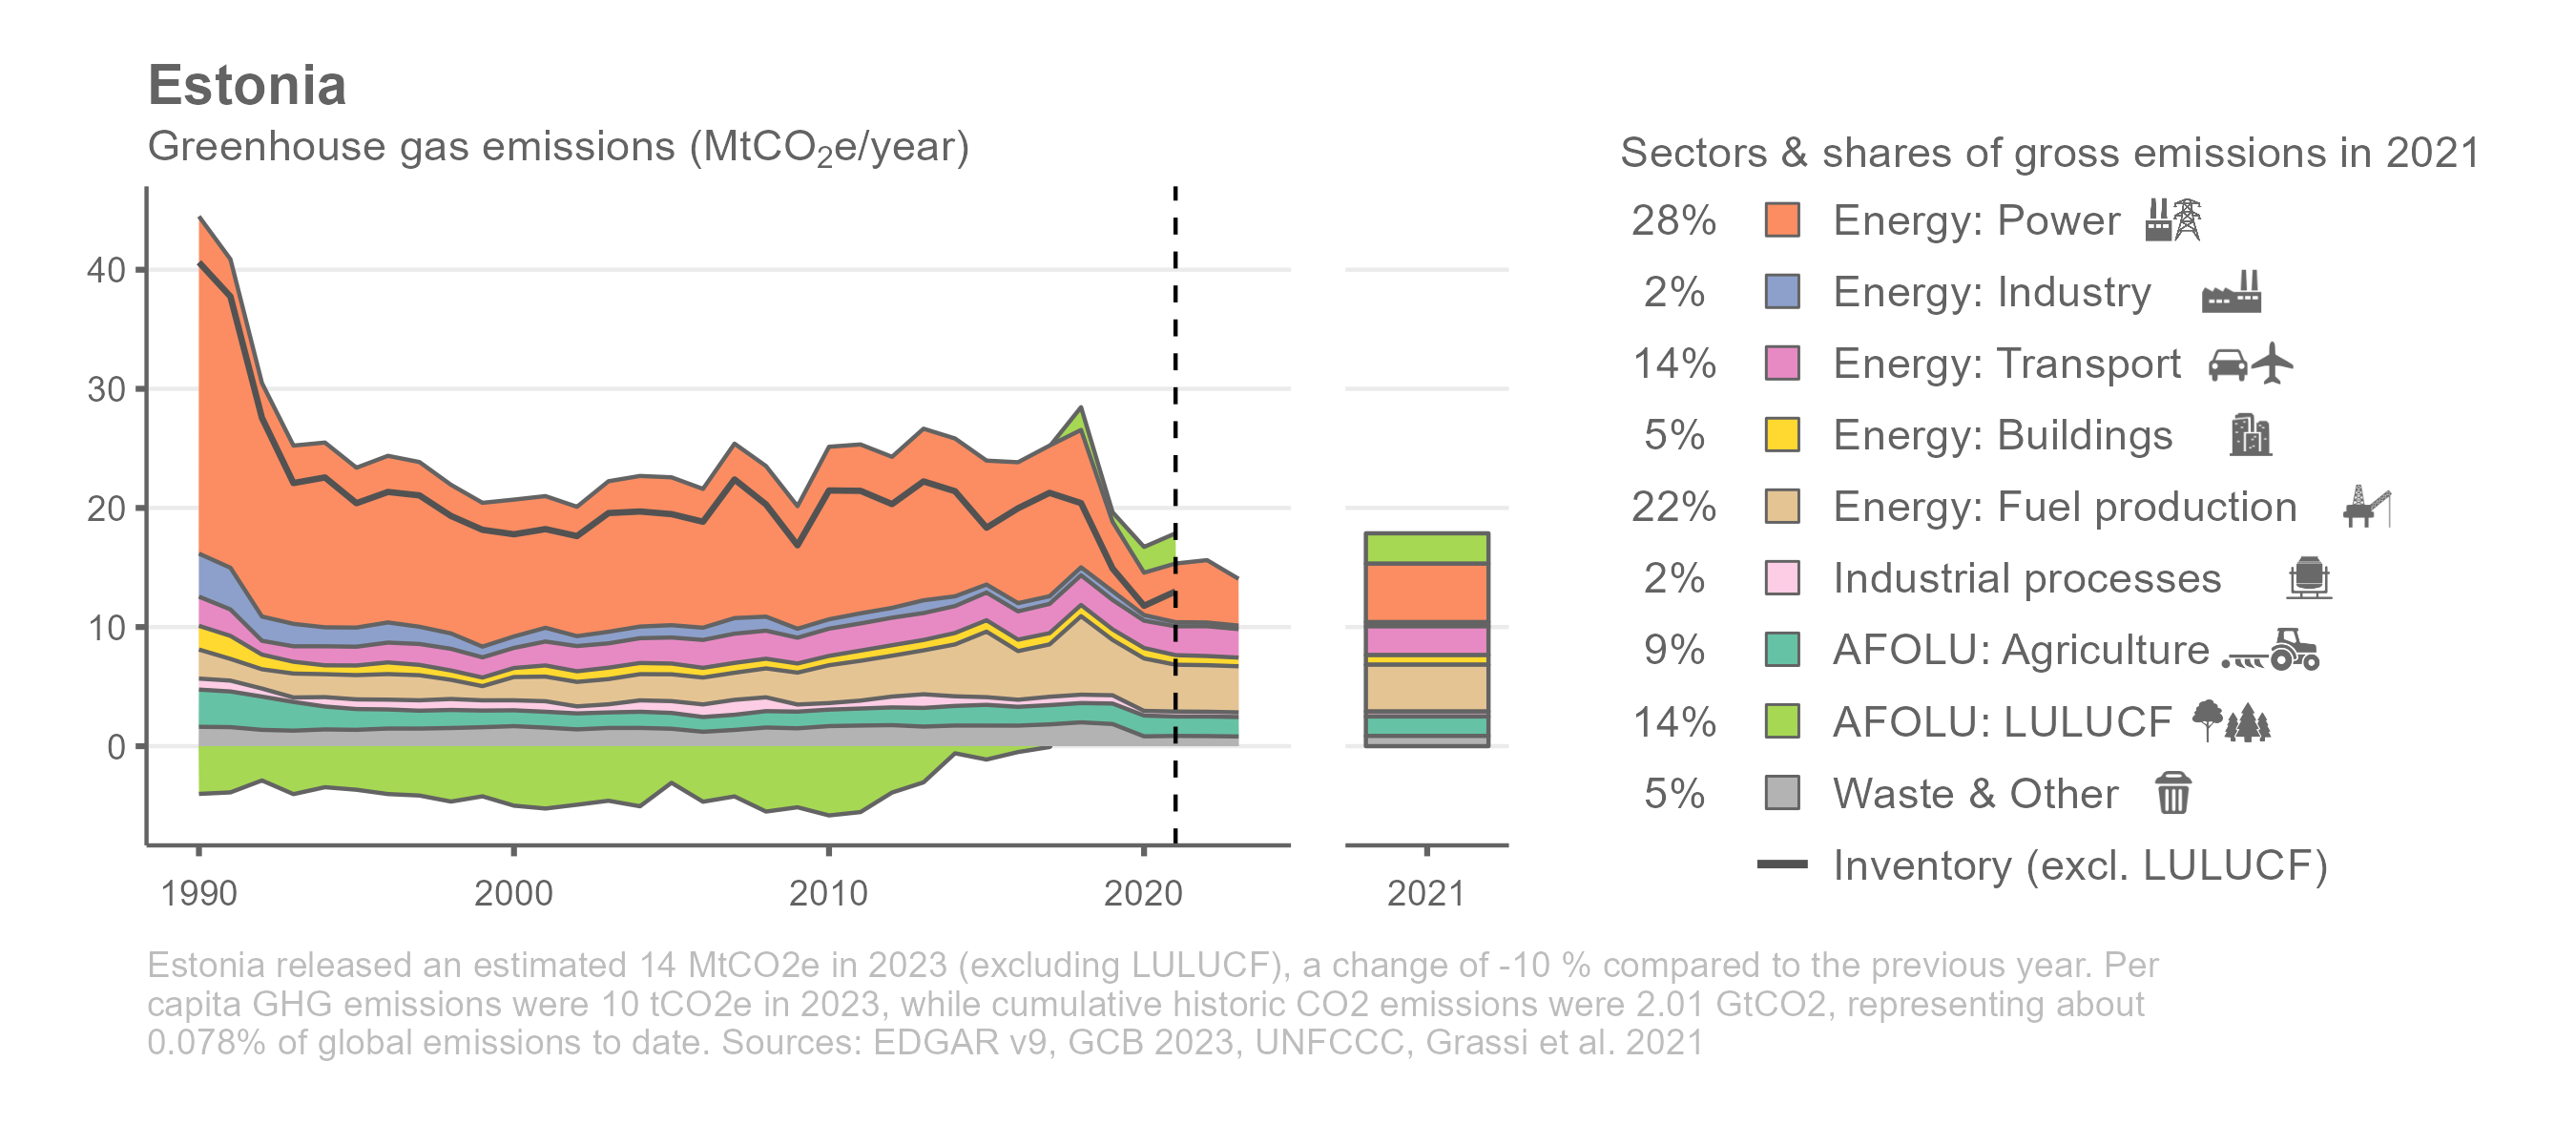 Estonia
Greenhouse gas emissions (MtCO2e/year)
40
30
20
10
0
1990
2000
2010
2020
2021
Sectors & shares of gross emissions in 2021
28% Energy: Power
2% Energy: Industry
14% Energy: Transport
5% Energy: Buildings
22% Energy: Fuel production
2% Industrial processes
9% AFOLU: Agriculture
14% AFOLU: LULUCF
5% Waste & Other
Inventory (excl. LULUCF)
Estonia released an estimated 14 MtCO2e in 2023 (excluding LULUCF), a change of -10 % compared to the previous year. Per
capita GHG emissions were 10 tCO2e in 2023, while cumulative historic CO2 emissions were 2.01 GtCO2, representing about
0.078% of global emissions to date. Sources: EDGAR v9, GCB 2023, UNFCCC, Grassi et al. 2021